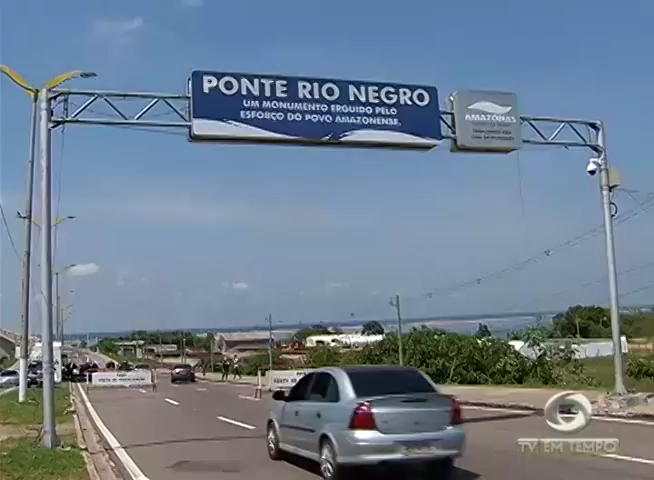 PONTE RIO NEGRO
UM MONUMENTO ERGUIDO PELO
ESFORÇO DO POVO AMAZONENSE.
AMAZONAS
TV EM TEMPO